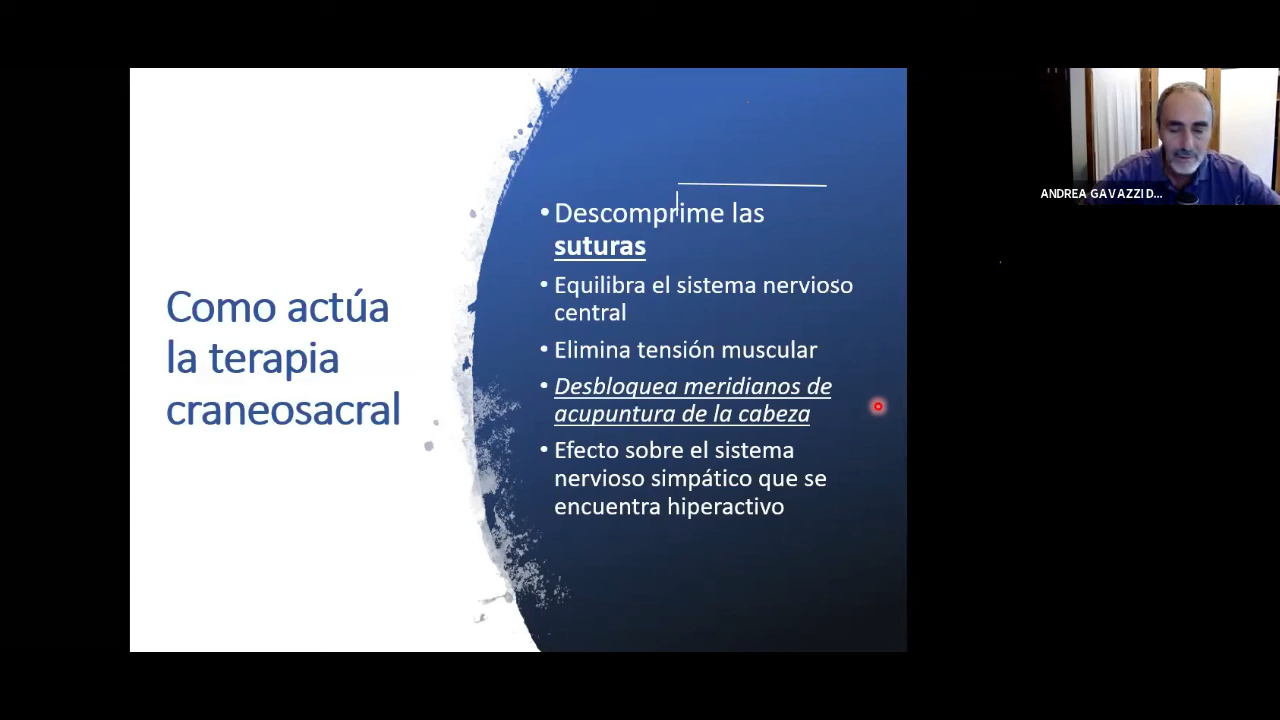 Como actúa
la terapia
craneosacral
•Descomprime las
suturas
•Equilibra el sistema nervioso
central
•Elimina tensión muscular
•Desbloquea meridianos de
acupuntura de la cabeza
•Efecto sobre el sistema
nervioso simpático que se
encuentra hiperactivo
ANDREA GAVAZZI D...